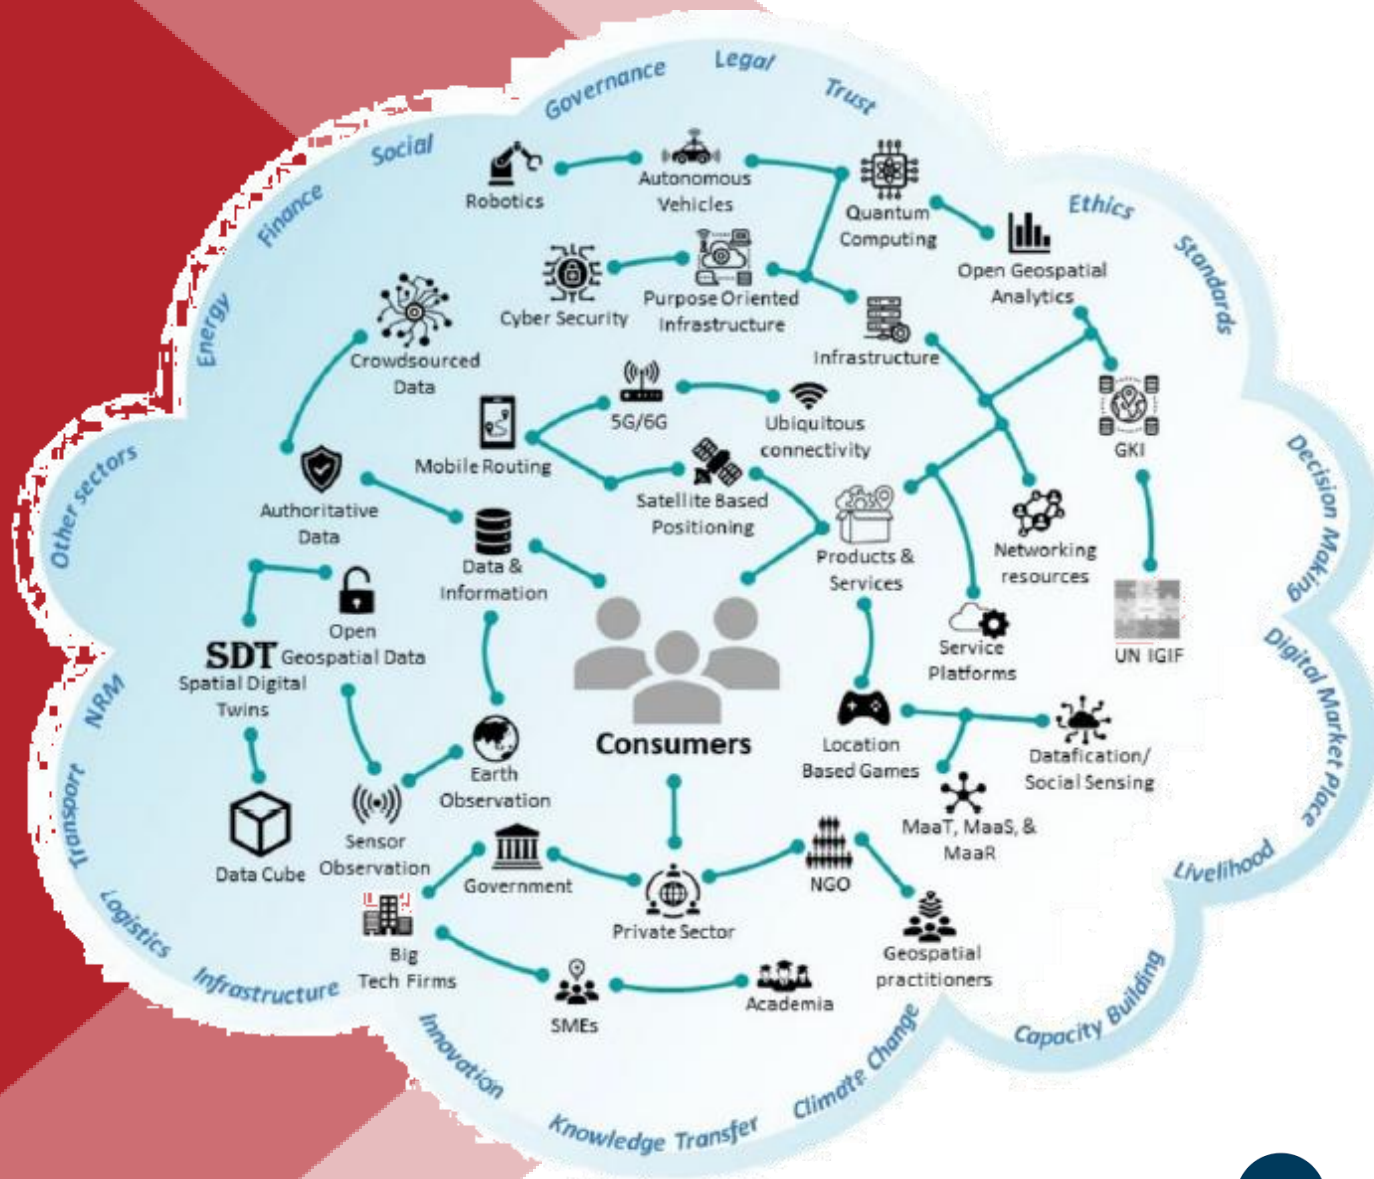 Governance
Legal
Trust
Social
Finance
Energy
Other sectors
NRM
Transport
Logistics
Infrastructure
Innovation
Knowledge Transfer
Climate Change
Capacity Building
Livelihood
Digital Market Place
Decision Making
Standards
Ethics
Robotics
Autonomous
Vehicles
Quantum
Computing
Open Geospatial
Analytics
Cyber Security
Purpose Oriented
Infrastructure
Infrastructure
Crowdsourced
Data
5G/6G
Ubiquitous
connectivity
GKI
Mobile Routing
Satellite Based
Positioning
Authoritative
Data
Data &
Information
Products &
Services
Networking
resources
Open
Geospatial Data
SDT
Spatial Digital
Twins
Service
Platforms
UN IGIF
Consumers
Earth
Observation
Location
Based Games
Datafication/
Social Sensing
MaaT, MaaS, &
MaaR
Data Cube
Sensor
Observation
Government
Private Sector
NGO
Big
Tech Firms
Geospatial
practitioners
SMEs
Academia